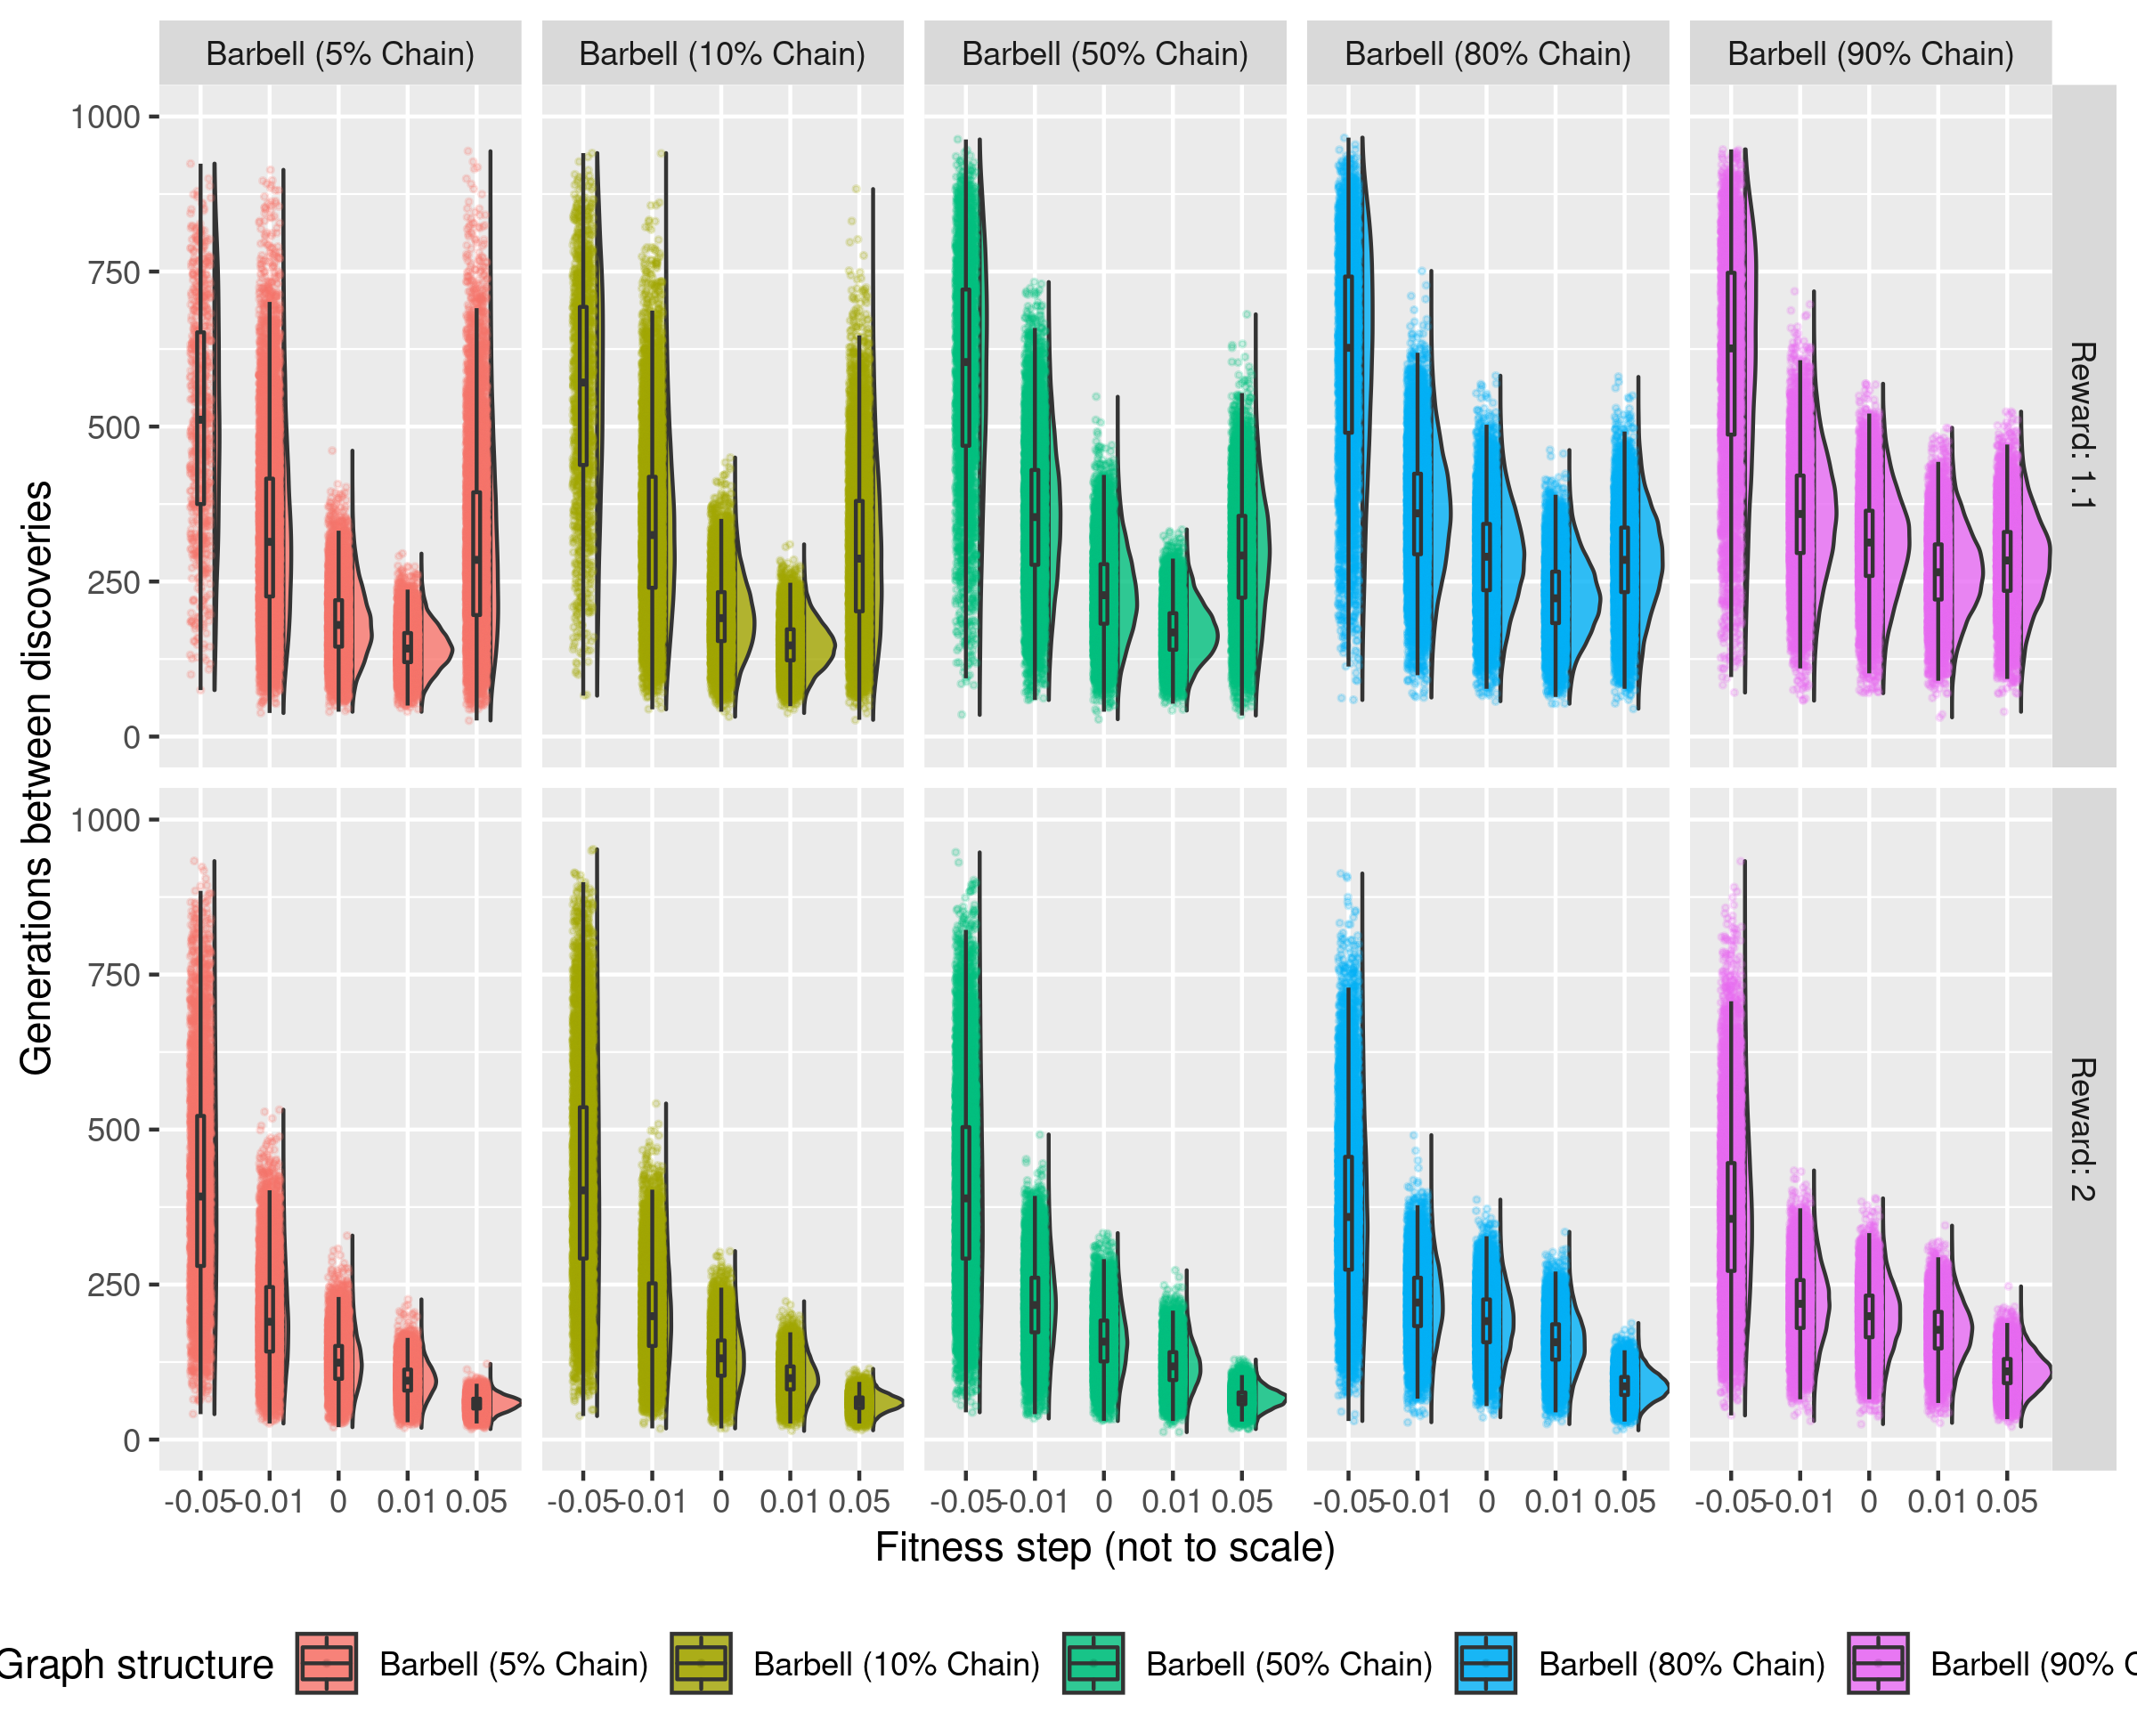 Barbell (5% Chain) Barbell (10% Chain) Barbell (50% Chain) Barbell (80% Chain) Barbell (90% Chain)
Generations between discoveries
1000
750
500
250
0
Reward: 1.1
1000
750
500
250
0
Reward: 2
-0.05 -0.01 0 0.01 0.05 -0.05 -0.01 0 0.01 0.05 -0.05 -0.01 0 0.01 0.05 -0.05 -0.01 0 0.01 0.05 -0.05 -0.01 0 0.01 0.05
Fitness step (not to scale)
Graph structure Barbell (5% Chain) Barbell (10% Chain) Barbell (50% Chain) Barbell (80% Chain) Barbell (90% C